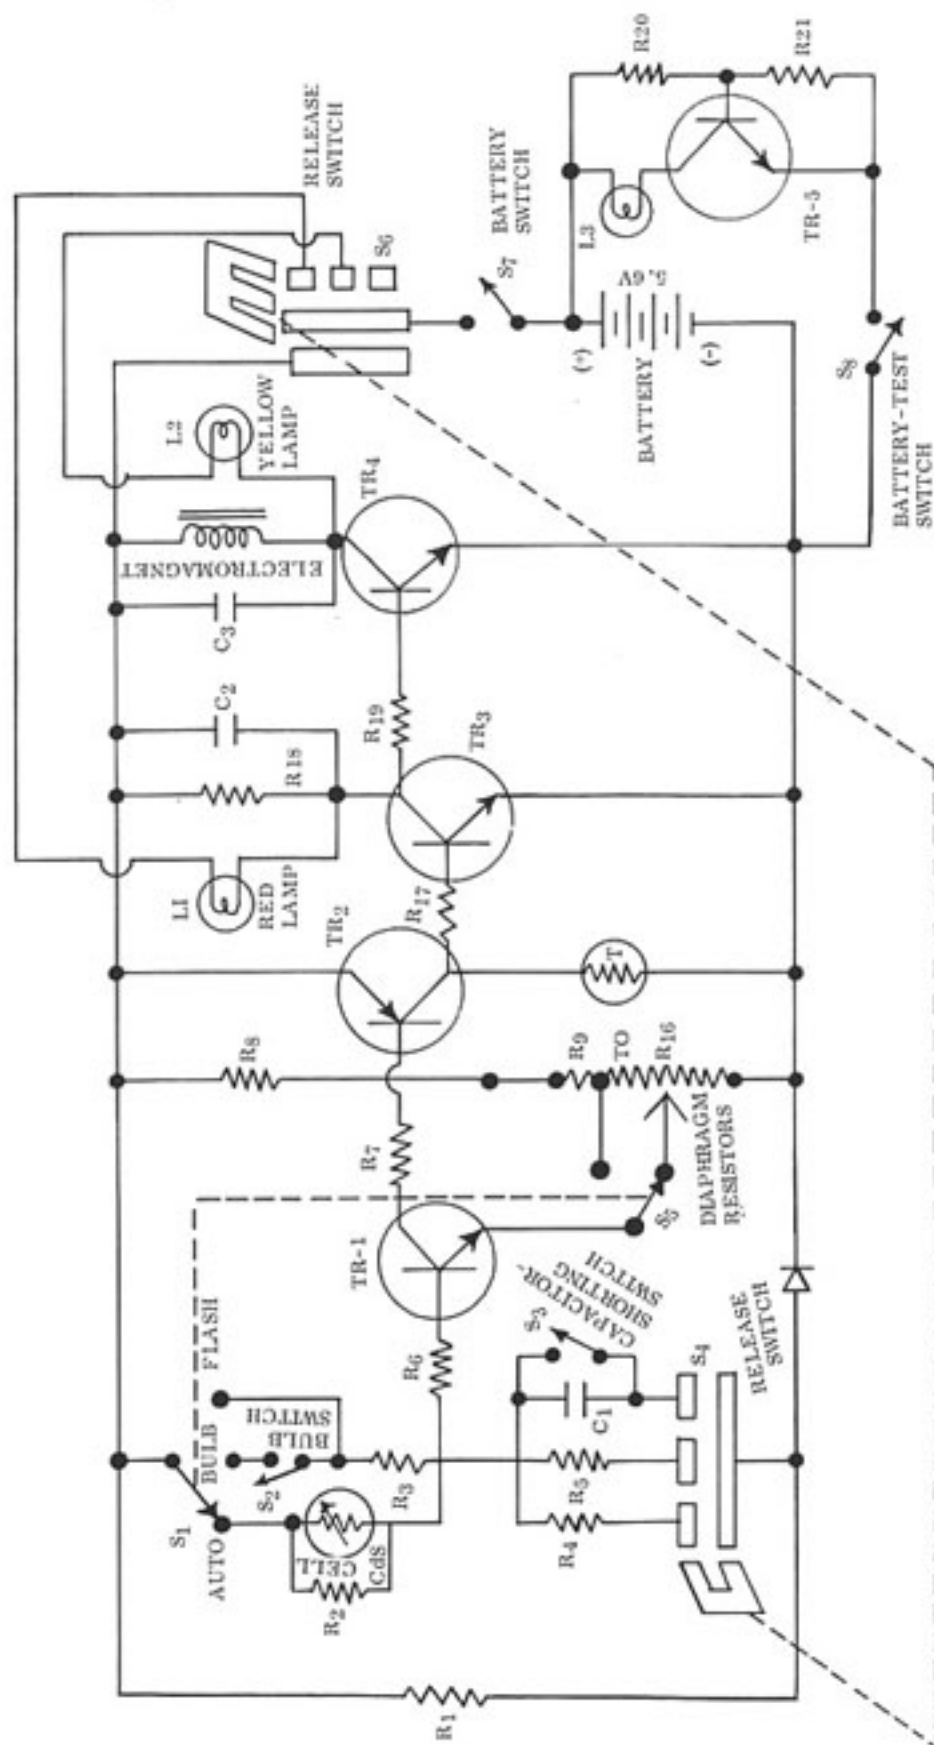 R1
S1
AUTO
BULB
FLASH
S2
BULB
SWITCH
R2
CELL
CdS
R3
R6
TR-1
R7
R8
TR2
R17
TR3
R19
TR4
L1
RED
LAMP
R18
C2
C3
ELECTROMAGNET
L2
YELLOW
LAMP
RELEASE
SWITCH
S6
S7
BATTERY
SWITCH
R4
R5
C1
S3
CAPACITOR-
SHORTING
SWITCH
S4
RELEASE
SWITCH
S5
DIAPHRAGM
RESISTORS
R9
TO
R16
T
(+)
5.6V
BATTERY
(-)
S8
BATTERY-TEST
SWITCH
L3
TR-5
R20
R21